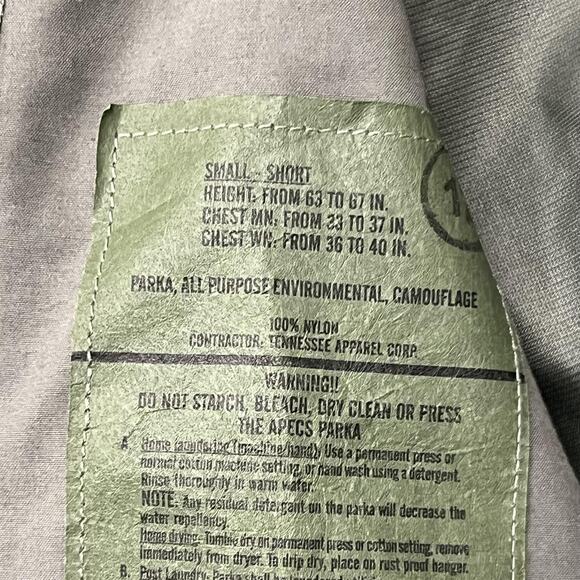 SMALL - SHORT
HEIGHT: FROM 63 TO 67 IN.
CHEST MN: FROM 33 TO 37 IN.
CHEST WN: FROM 36 TO 40 IN.
PARKA, ALL PURPOSE ENVIRONMENTAL, CAMOUFLAGE
100% NYLON
CONTRACTOR: TENNESSEE APPAREL CORP.
WARNING!!
DO NOT STARCH, BLEACH, DRY CLEAN OR PRESS
THE APECS PARKA
A. Home laundering (machine/hand). Use a permanent press or
normal cotton machine setting, or hand wash using a detergent.
Rinse thoroughly in warm water.
NOTE: Any residual detergent on the parka will decrease the
water repellency.
Home drying- Tumble dry on permanent press or cotton setting, remove
immediately from dryer. To drip dry, place on rust proof hanger.
B. Post Laundry- Parka shall be